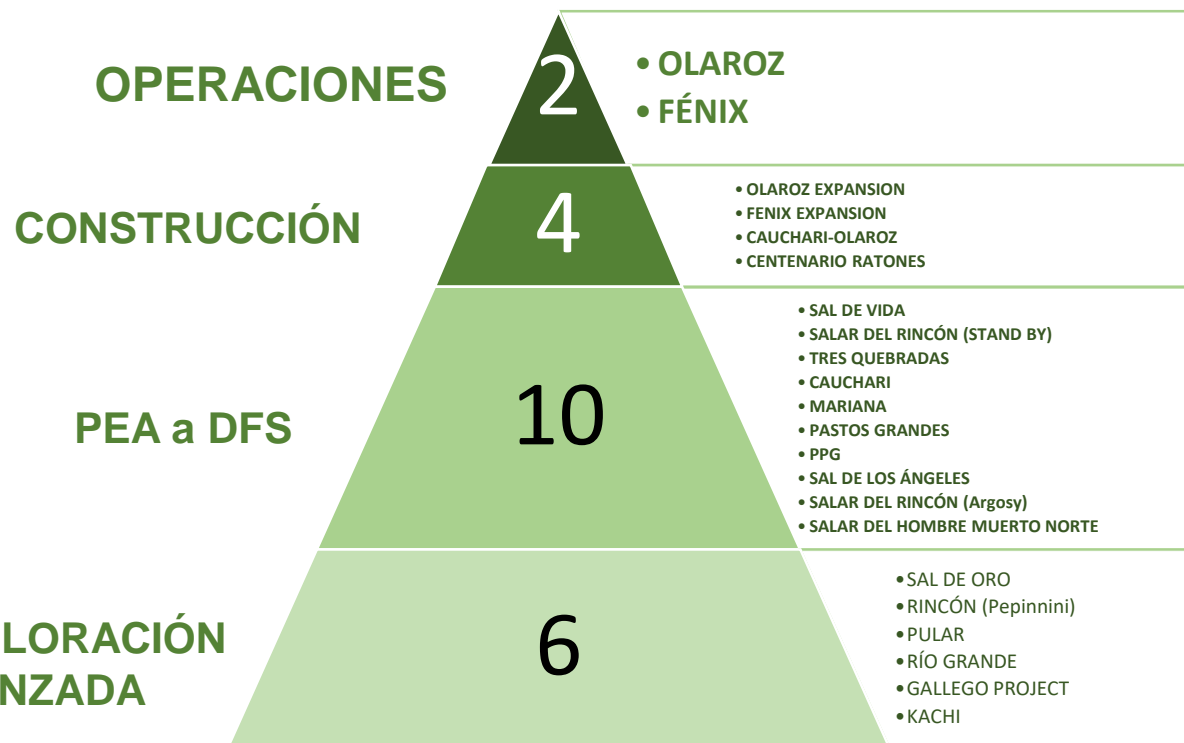 OPERACIONES
2
• OLAROZ
• FÉNIX
CONSTRUCCIÓN
4
• OLAROZ EXPANSION
• FENIX EXPANSION
• CAUCHARI-OLAROZ
• CENTENARIO RATONES
PEA a DFS
10
• SAL DE VIDA
• SALAR DEL RINCÓN (STAND BY)
• TRES QUEBRADAS
• CAUCHARI
• MARIANA
• PASTOS GRANDES
• PPG
• SAL DE LOS ÁNGELES
• SALAR DEL RINCÓN (Argosy)
• SALAR DEL HOMBRE MUERTO NORTE
LORACIÓN
NZADA
6
• SAL DE ORO
• RINCÓN (Pepinnini)
• PULAR
• RÍO GRANDE
• GALLEGO PROJECT
• KACHI